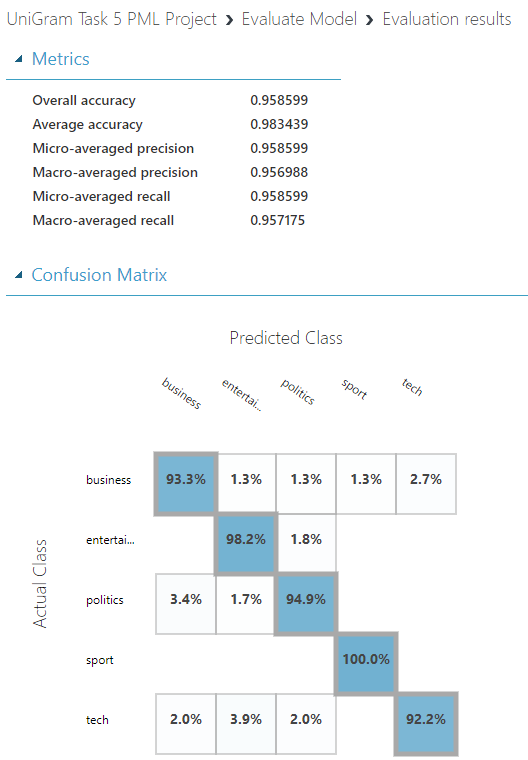 UniGram Task 5 PML Project › Evaluate Model › Evaluation results
Metrics
Overall accuracy 0.958599
Average accuracy 0.983439
Micro-averaged precision 0.958599
Macro-averaged precision 0.956988
Micro-averaged recall 0.958599
Macro-averaged recall 0.957175
Confusion Matrix
Predicted Class
business entertai... politics sport tech
Actual Class
business 93.3% 1.3% 1.3% 1.3% 2.7%
entertai... 98.2% 1.8%
politics 3.4% 1.7% 94.9%
sport 100.0%
tech 2.0% 3.9% 2.0% 92.2%